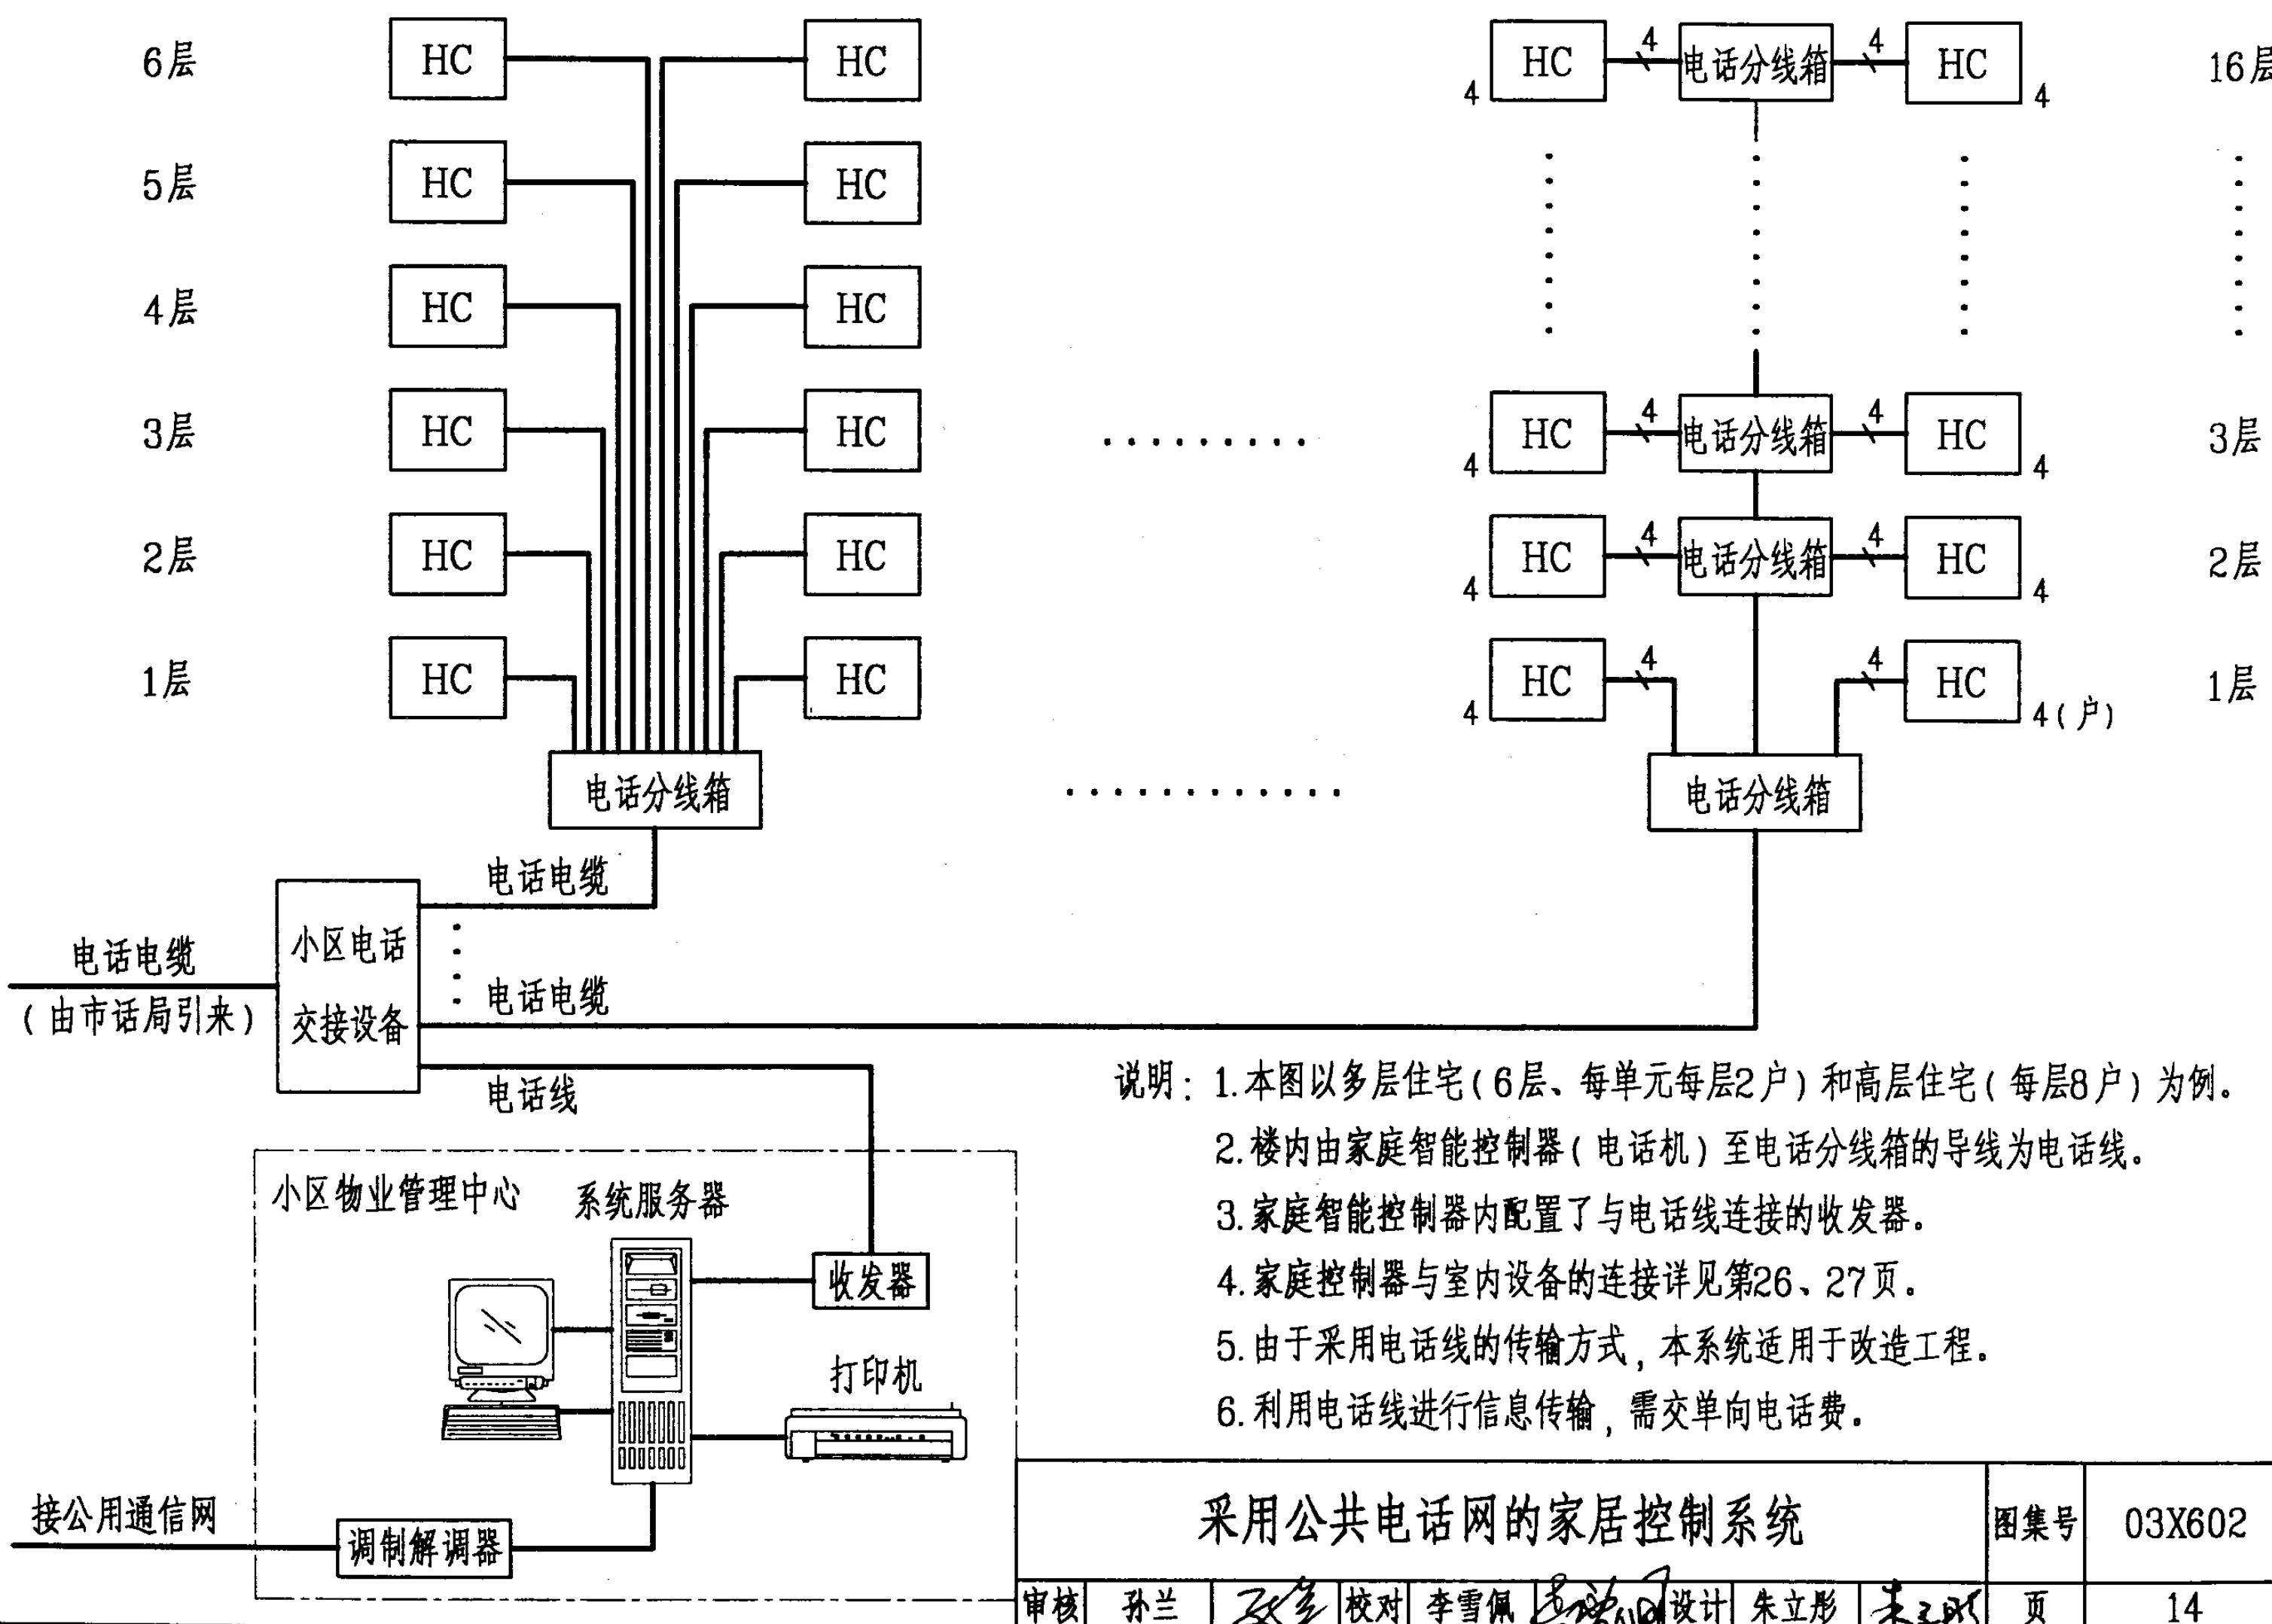 6层 HC HC HC 4 电话分线箱 4 HC 16层
4 4
5层 HC HC
4层 HC HC
3层 HC HC HC 4 电话分线箱 4 HC 3层
4 4
2层 HC HC HC 4 电话分线箱 4 HC 2层
4 4
1层 HC HC HC 4 4 HC 1层
4 4(户)
电话分线箱 电话分线箱
电话电缆
小区电话
交接设备
电话电缆
(由市话局引来)
电话电缆
电话线
说明: 1.本图以多层住宅(6层、每单元每层2户)和高层住宅(每层8户)为例。
2.楼内由家庭智能控制器(电话机)至电话分线箱的导线为电话线。
3.家庭智能控制器内配置了与电话线连接的收发器。
4.家庭控制器与室内设备的连接详见第26、27页。
5.由于采用电话线的传输方式,本系统适用于改造工程。
6.利用电话线进行信息传输,需交单向电话费。
小区物业管理中心 系统服务器
收发器
打印机
接公用通信网
调制解调器
采用公共电话网的家居控制系统 图集号 03X602
审核 孙兰 校对 李雪佩 设计 朱立彤 页 14